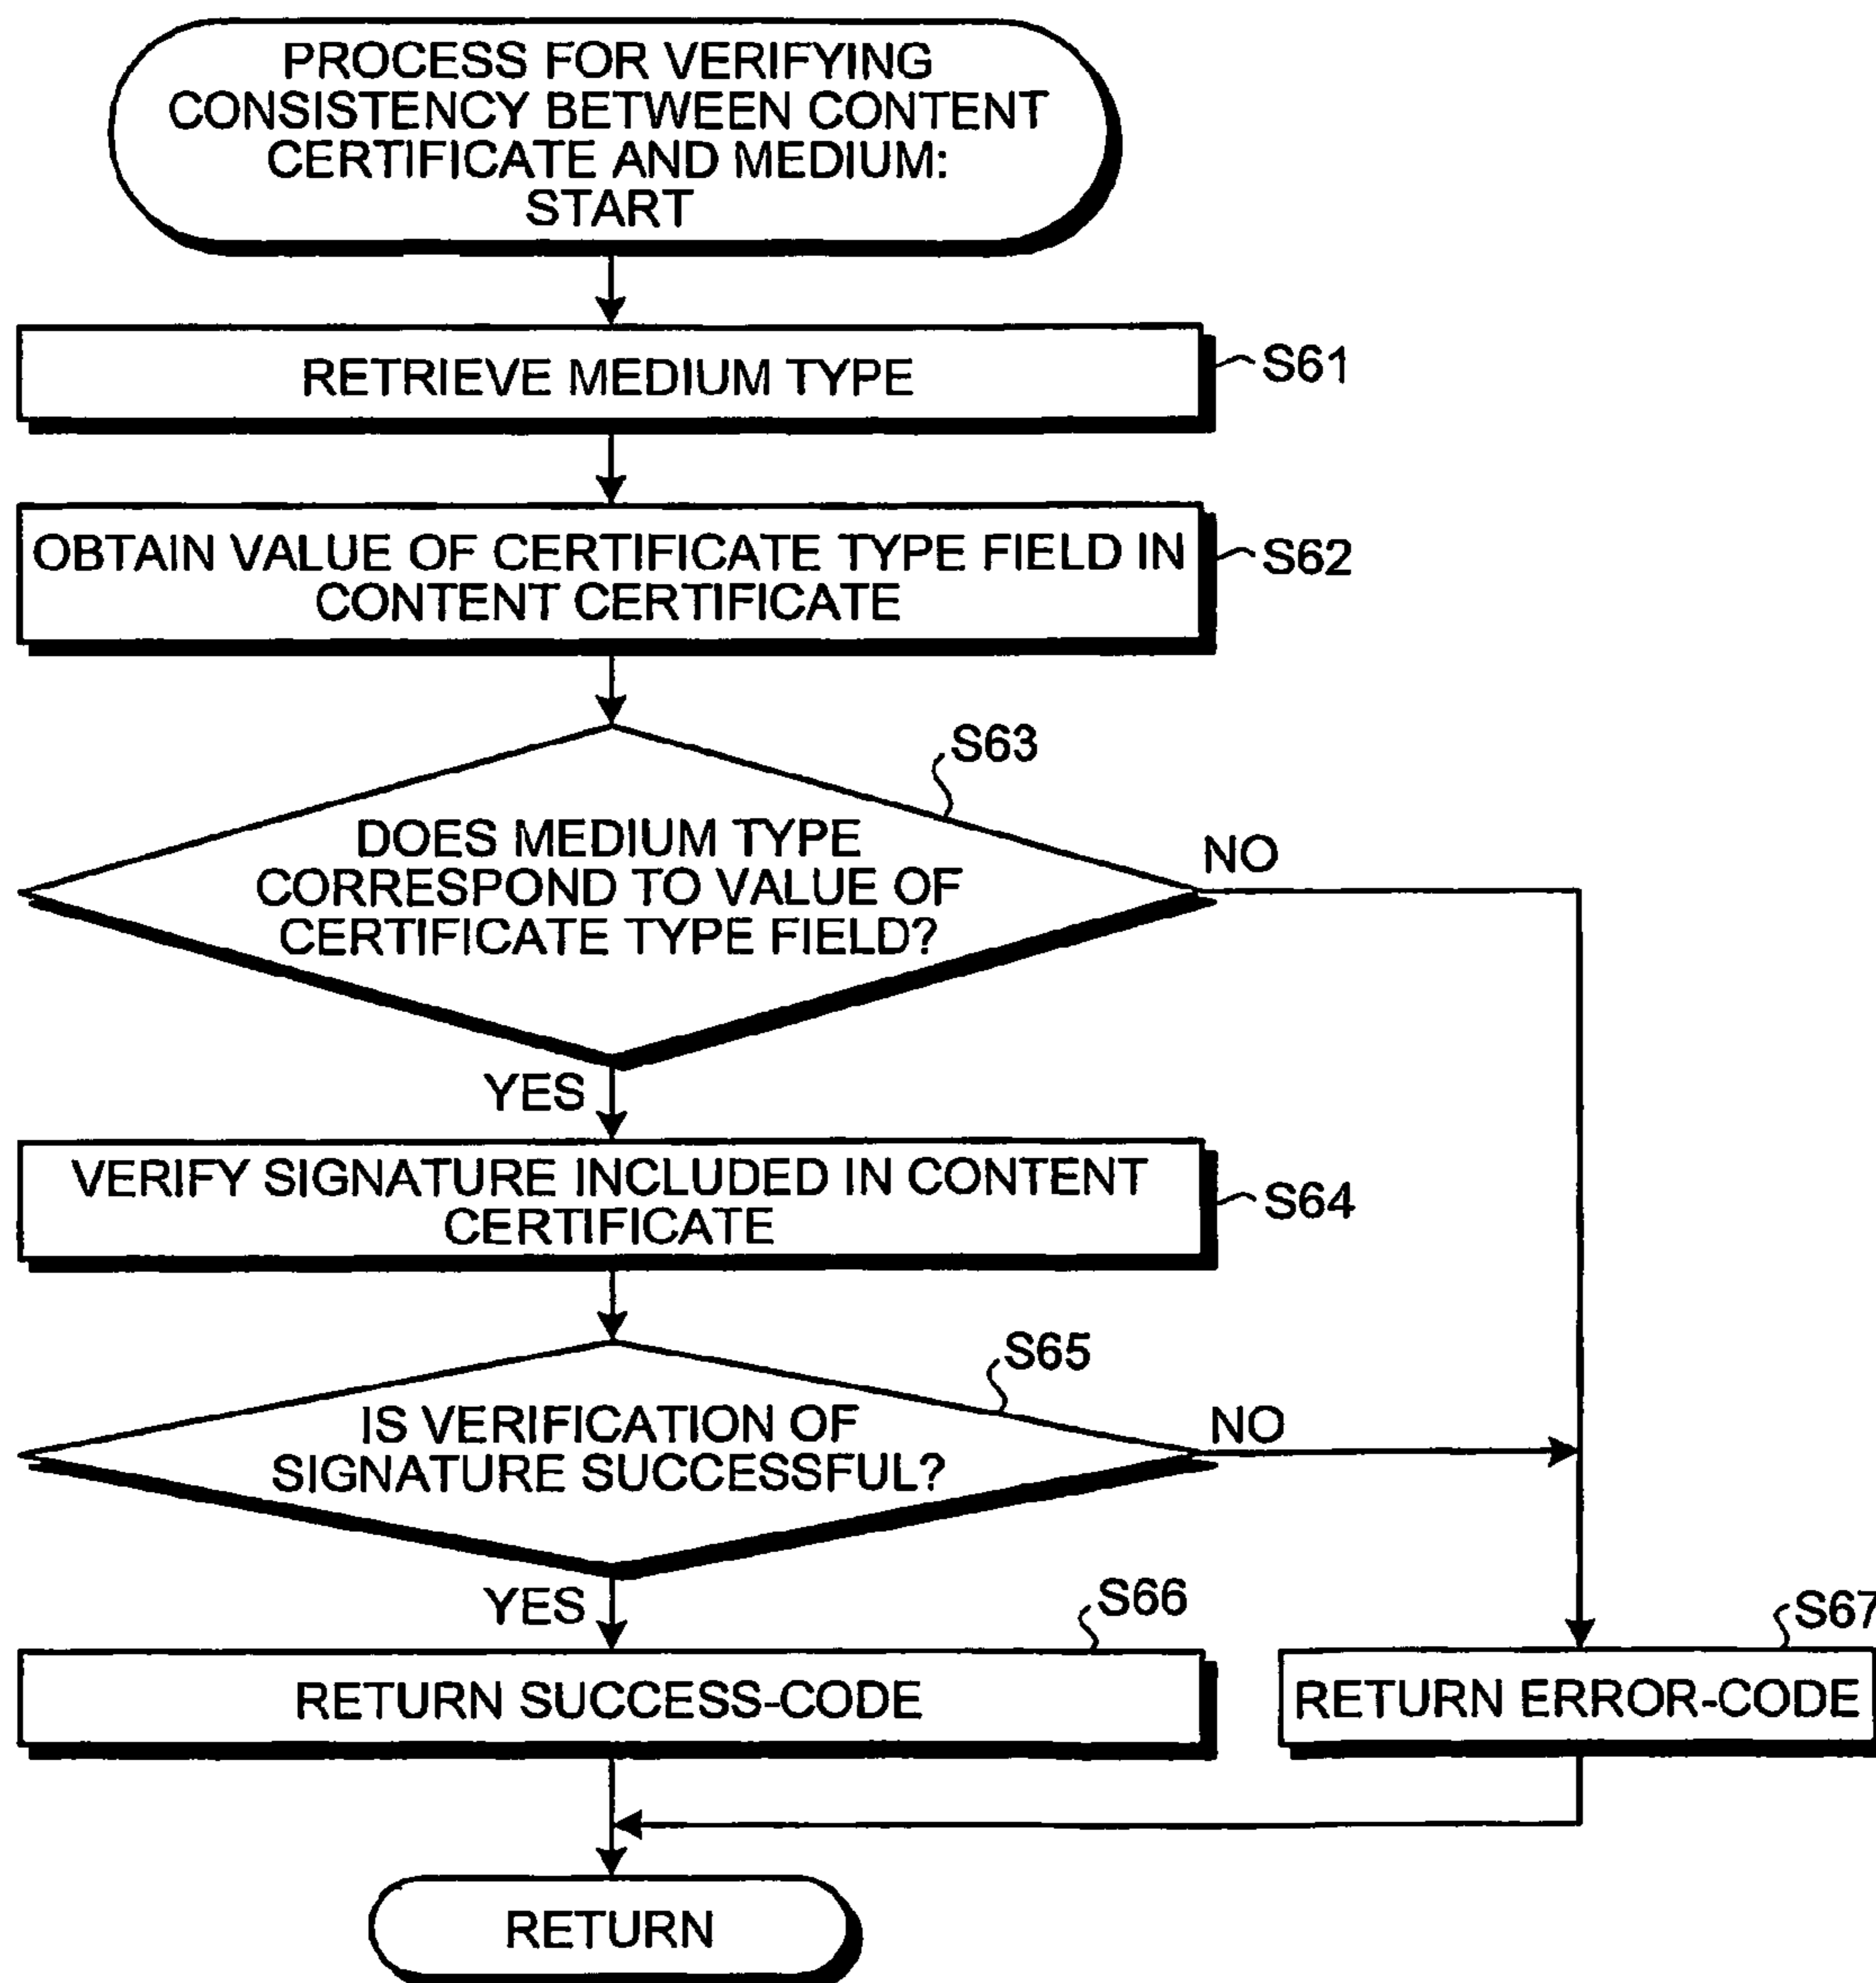 PROCESS FOR VERIFYING
CONSISTENCY BETWEEN CONTENT
CERTIFICATE AND MEDIUM:
START
RETRIEVE MEDIUM TYPE
S61
OBTAIN VALUE OF CERTIFICATE TYPE FIELD IN
CONTENT CERTIFICATE
S62
S63
DOES MEDIUM TYPE
CORRESPOND TO VALUE OF
CERTIFICATE TYPE FIELD?
NO
YES
VERIFY SIGNATURE INCLUDED IN CONTENT
CERTIFICATE
S64
S65
IS VERIFICATION OF
SIGNATURE SUCCESSFUL?
NO
YES
S66
RETURN SUCCESS-CODE
S67
RETURN ERROR-CODE
RETURN